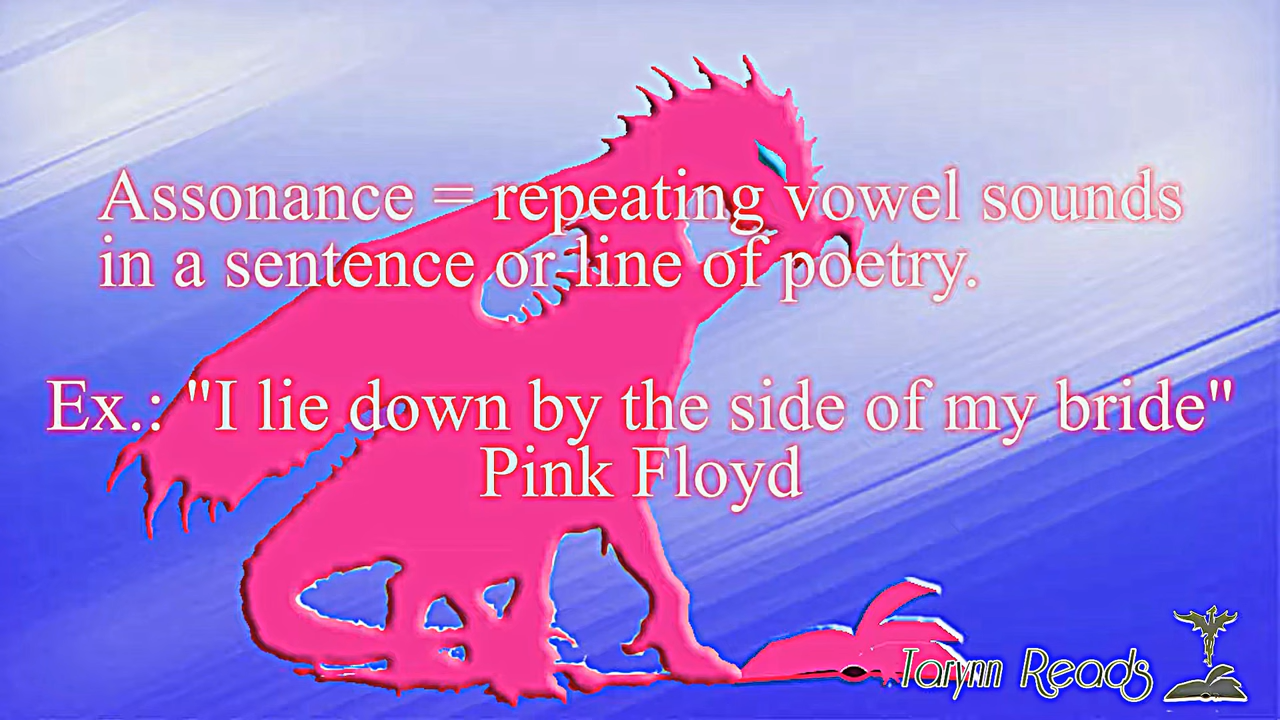 Assonance = repeating vowel sounds
in a sentence or line of poetry.
Ex.: "I lie down by the side of my bride"
Pink Floyd
Tarynn Reads